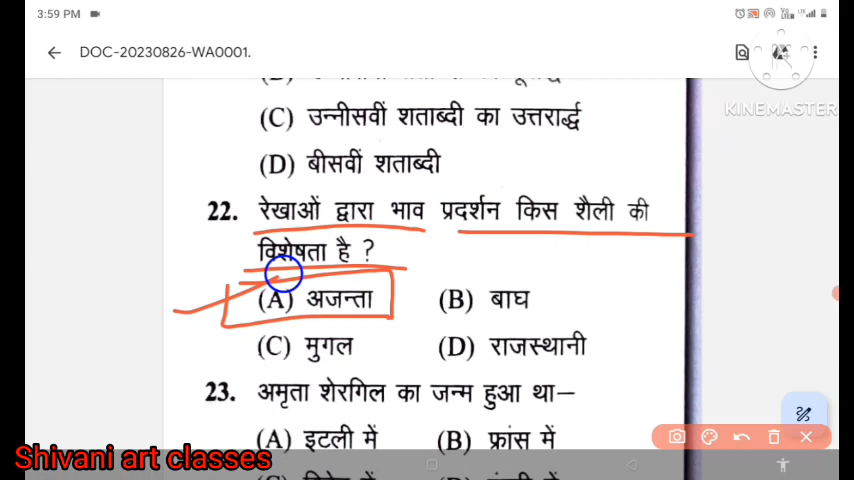 3:59 PM
DOC-20230826-WA0001.
KINEMASTER
(C) उन्नीसवीं शताब्दी का उत्तरार्द्ध
(D) बीसवीं शताब्दी
22. रेखाओं द्वारा भाव प्रदर्शन किस शैली की
विशेषता है ?
(A) अजन्ता (B) बाघ
(C) मुगल (D) राजस्थानी
23. अमृता शेरगिल का जन्म हुआ था—
(A) इटली में (B) फ्रांस में
Shivani art classes